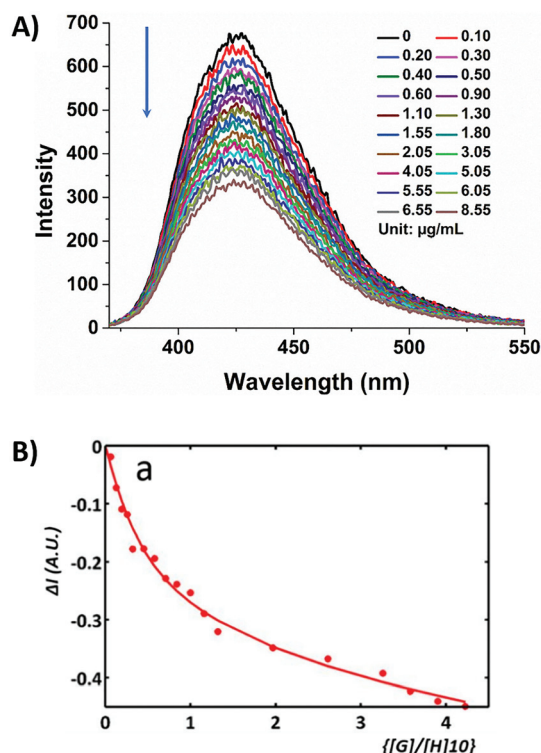 A)
700
600
500
400
300
200
100
0
Intensity
0 0.10
0.20 0.30
0.40 0.50
0.60 0.90
1.10 1.30
1.55 1.80
2.05 3.05
4.05 5.05
5.55 6.05
6.55 8.55
Unit: µg/mL
400 450 500 550
Wavelength (nm)
B)
a
0
-0.1
-0.2
-0.3
-0.4
ΔI (A.U.)
0 1 2 3 4
{[G]/[H]10}